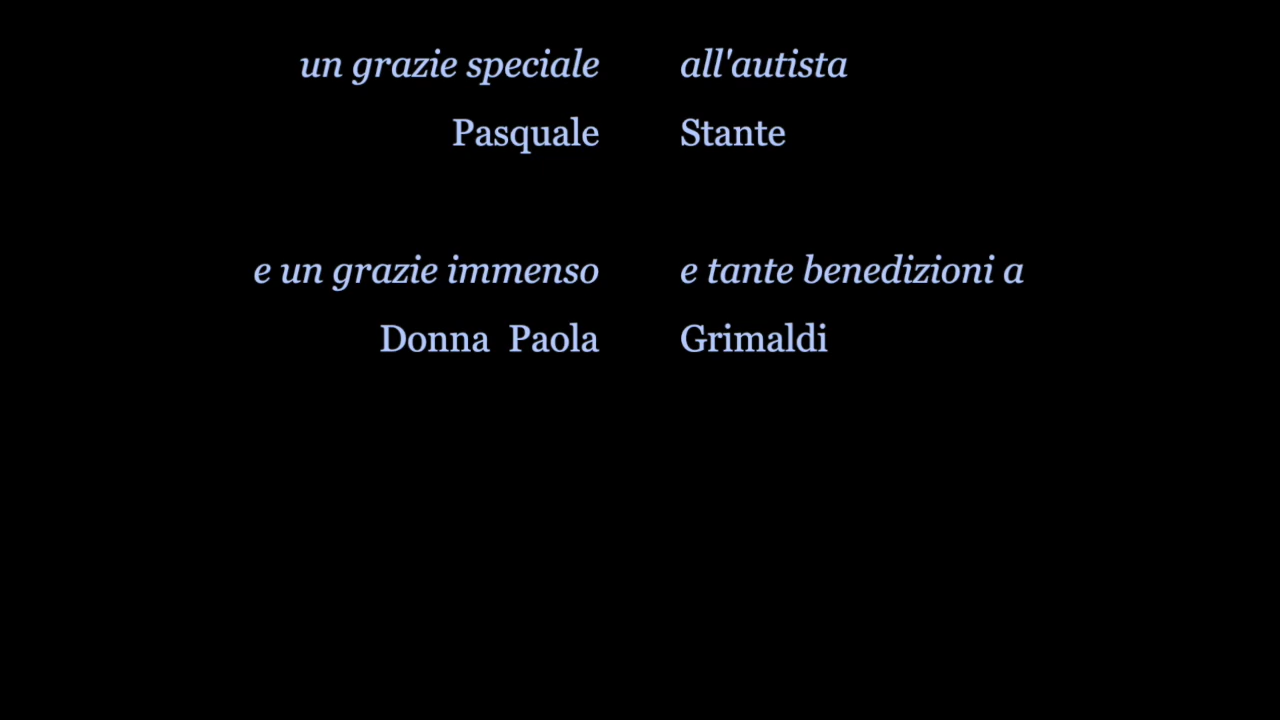 un grazie speciale all'autista
Pasquale Stante
e un grazie immenso e tante benedizioni a
Donna Paola Grimaldi